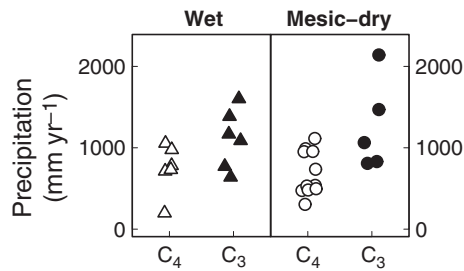 Wet Mesic–dry
Precipitation
(mm yr⁻¹)
2000 2000
1000 1000
0 0
C₄ C₃ C₄ C₃